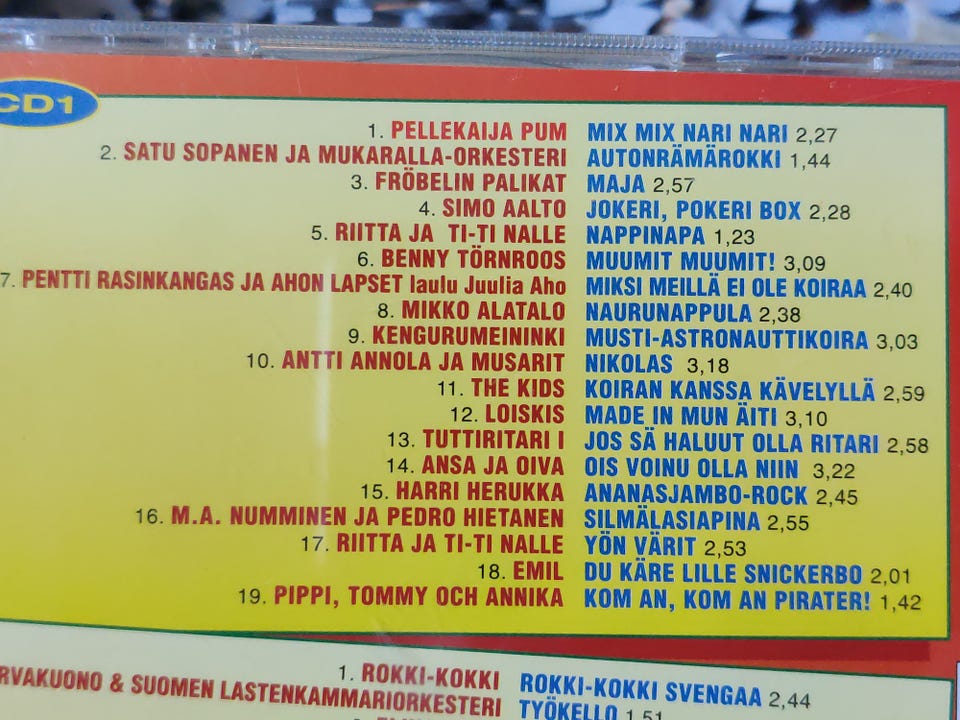 CD1
1. PELLEKAIJA PUM MIX MIX NARI NARI 2,27
2. SATU SOPANEN JA MUKARALLA-ORKESTERI AUTONRÄMÄROKKI 1,44
3. FRÖBELIN PALIKAT MAJA 2,57
4. SIMO AALTO JOKERI, POKERI BOX 2,28
5. RIITTA JA TI-TI NALLE NAPPINAPA 1,23
6. BENNY TÖRNROOS MUUMIT MUUMIT! 3,09
7. PENTTI RASINKANGAS JA AHON LAPSET laulu Juulia Aho MIKSI MEILLÄ EI OLE KOIRAA 2,40
8. MIKKO ALATALO NAURUNAPPULA 2,38
9. KENGURUMEININKI MUSTI-ASTRONAUTTIKOIRA 3,03
10. ANTTI ANNOLA JA MUSARIT NIKOLAS 3,18
11. THE KIDS KOIRAN KANSSA KÄVELYLLÄ 2,59
12. LOISKIS MADE IN MUN ÄITI 3,10
13. TUTTIRITARI I JOS SÄ HALUUT OLLA RITARI 2,58
14. ANSA JA OIVA OIS VOINU OLLA NIIN 3,22
15. HARRI HERUKKA ANANASJAMBO-ROCK 2,45
16. M.A. NUMMINEN JA PEDRO HIETANEN SILMÄLASIAPINA 2,55
17. RIITTA JA TI-TI NALLE YÖN VÄRIT 2,53
18. EMIL DU KÄRE LILLE SNICKERBO 2,01
19. PIPPI, TOMMY OCH ANNIKA KOM AN, KOM AN PIRATER! 1,42
1. ROKKI-KOKKI ROKKI-KOKKI SVENGAA 2,44
RVAKUONO & SUOMEN LASTENKAMMARIORKESTERI TYÖKELLO 1,51